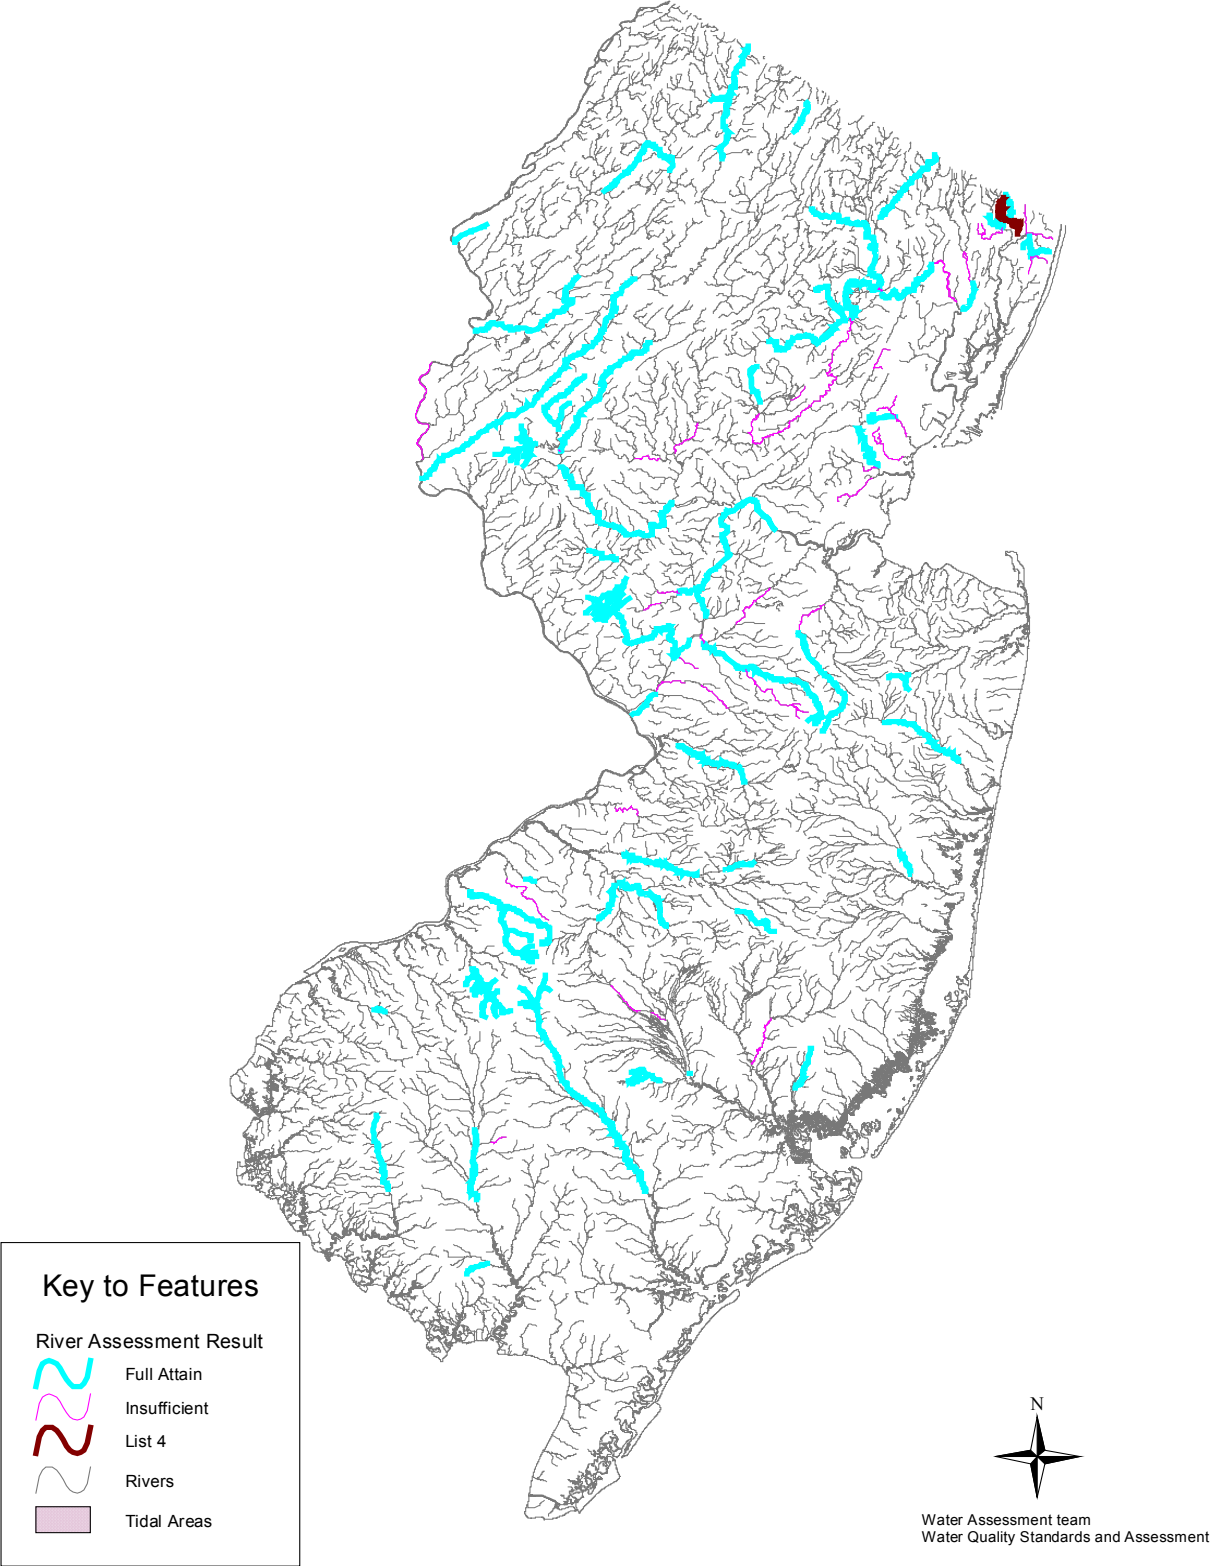 Key to Features
River Assessment Result
Full Attain
Insufficient
List 4
Rivers
Tidal Areas
N
Water Assessment team
Water Quality Standards and Assessment